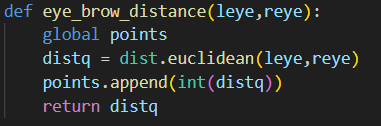 def eye_brow_distance(leye,reye):
    global points
    distq = dist.euclidean(leye,reye)
    points.append(int(distq))
    return distq